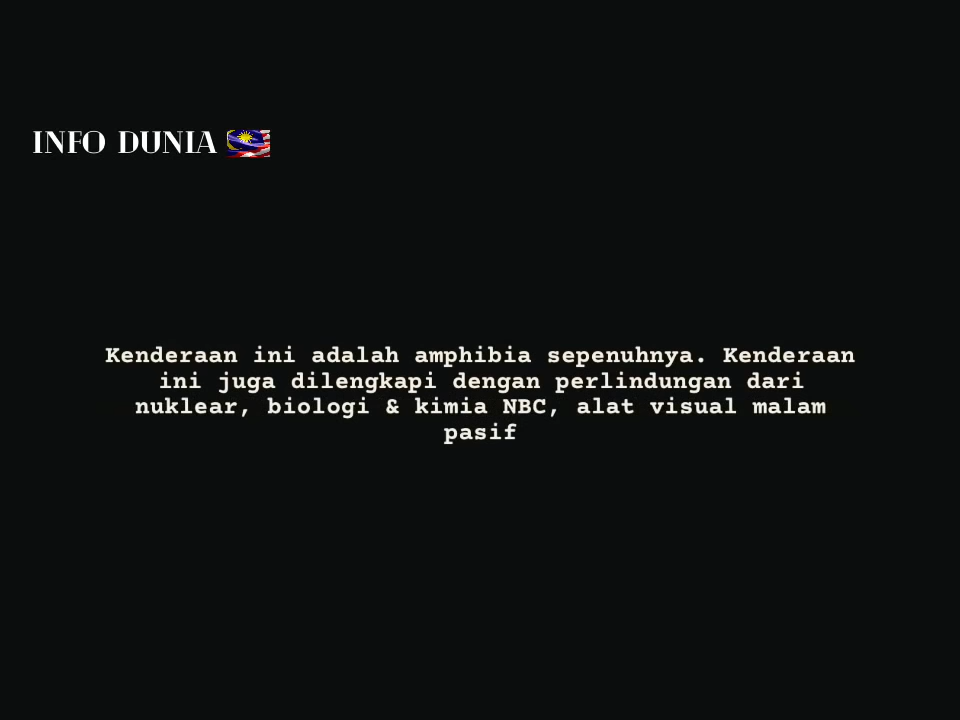 INFO DUNIA
Kenderaan ini adalah amphibia sepenuhnya. Kenderaan
ini juga dilengkapi dengan perlindungan dari
nuklear, biologi & kimia NBC, alat visual malam
pasif